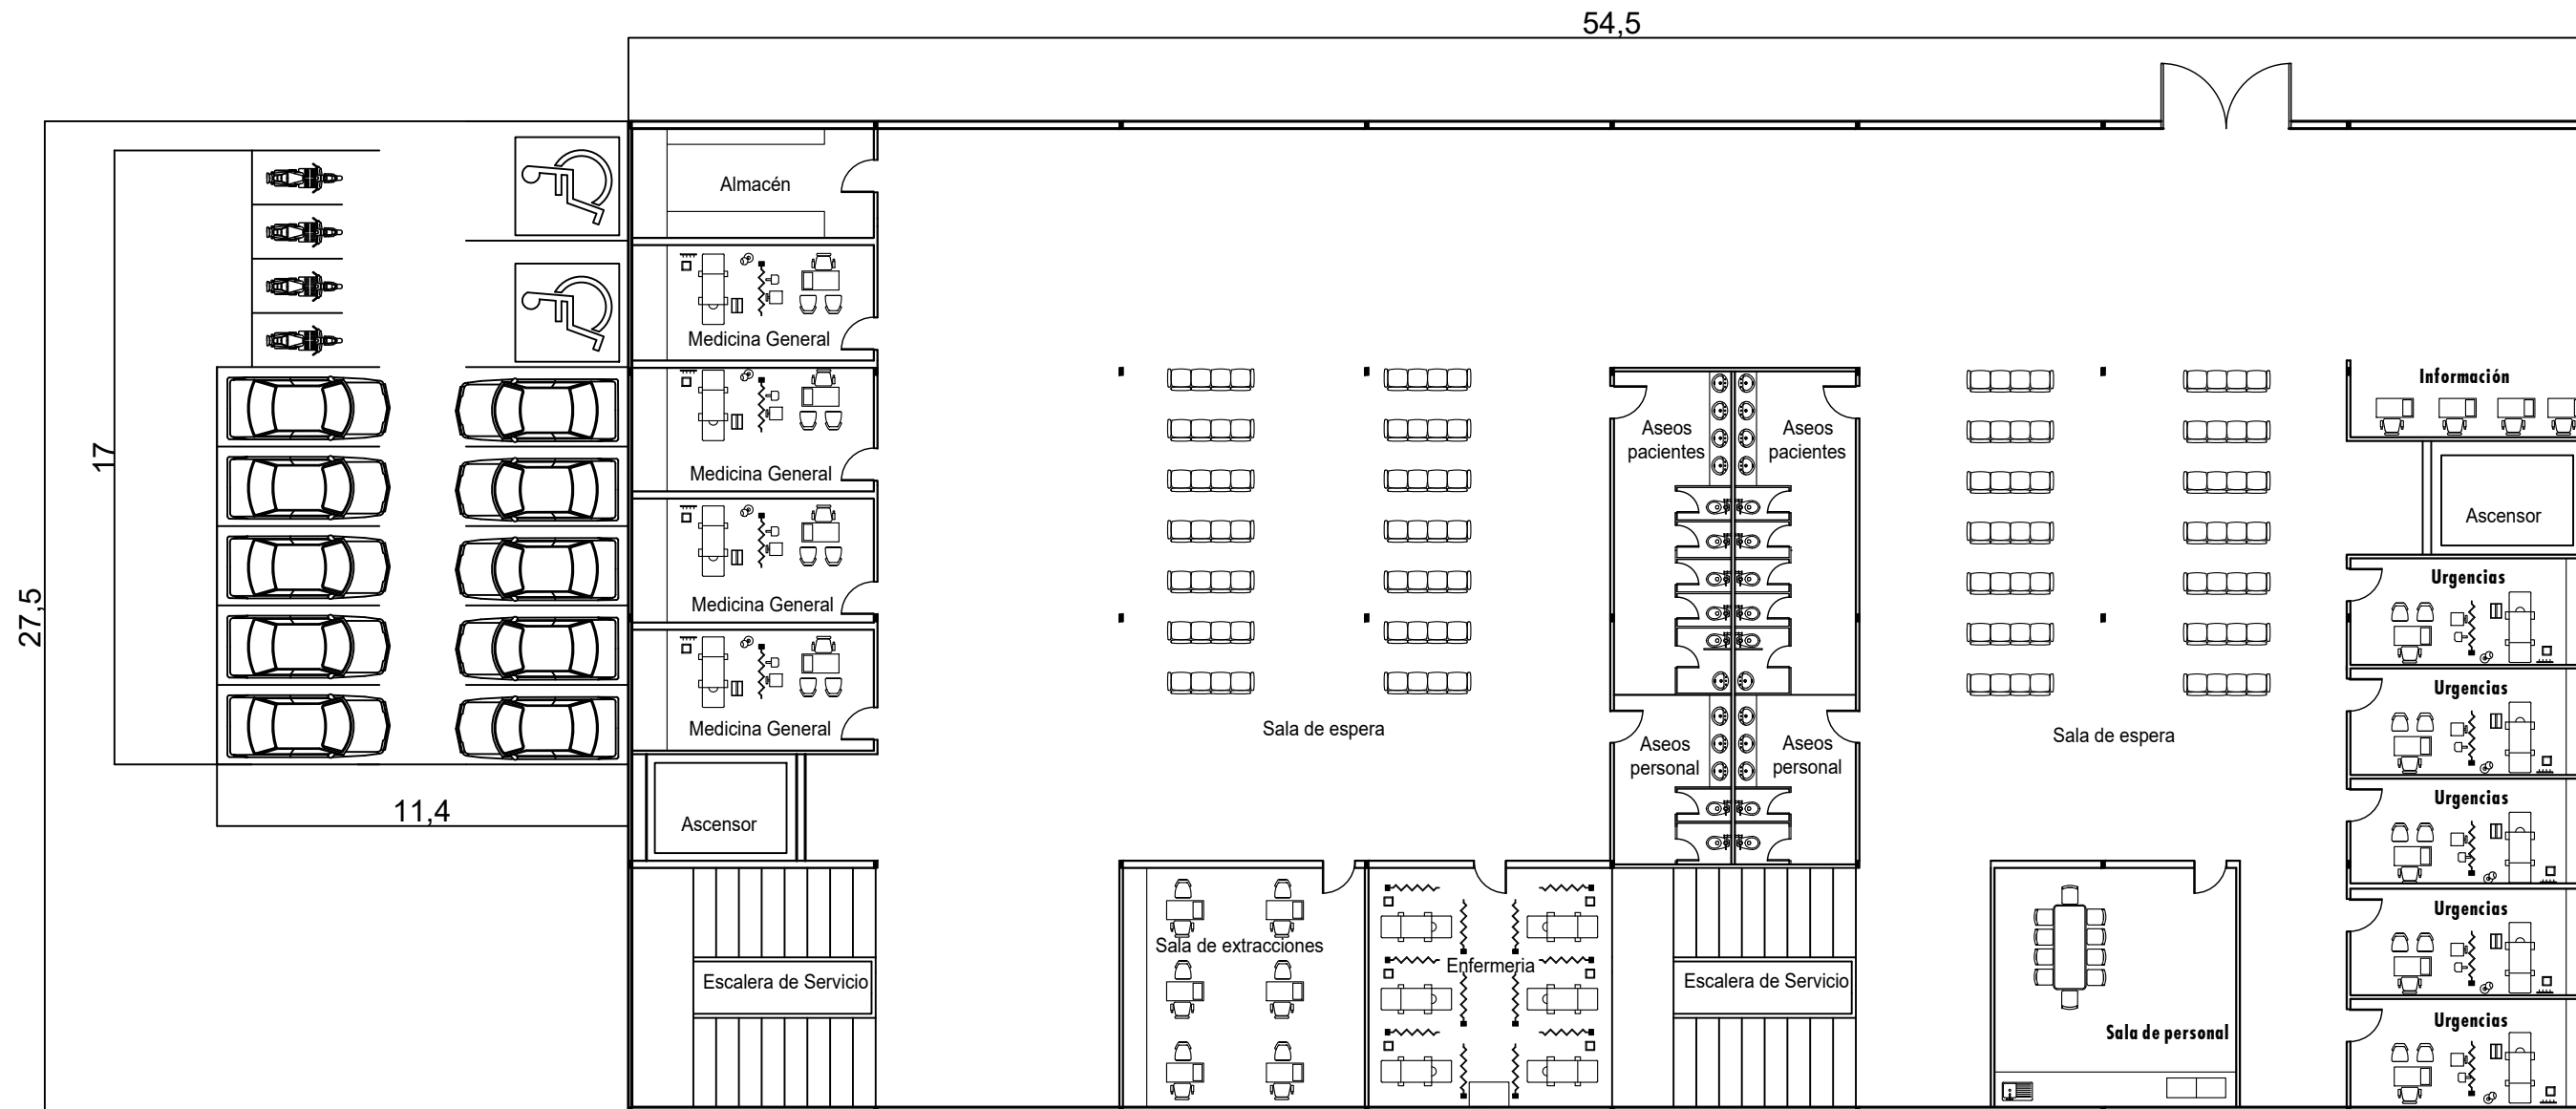 54,5
Almacén
Medicina General
Información
Aseos
pacientes
Aseos
pacientes
17
Medicina General
Ascensor
Urgencias
27,5
Medicina General
Urgencias
Medicina General
Sala de espera
Sala de espera
Aseos
personal
Aseos
personal
Urgencias
11,4
Ascensor
Urgencias
Sala de extracciones
Enfermeria
Escalera de Servicio
Escalera de Servicio
Urgencias
Sala de personal